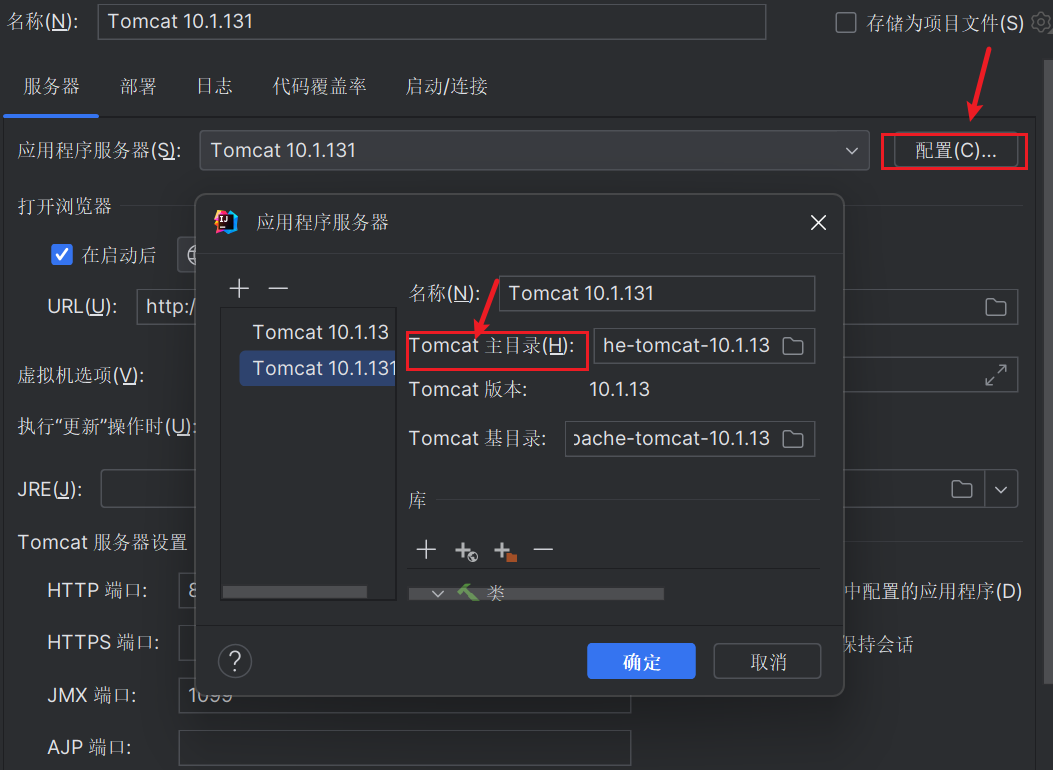 名称(N): Tomcat 10.1.131 存储为项目文件(S)
服务器 部署 日志 代码覆盖率 启动/连接
应用程序服务器(S): Tomcat 10.1.131 配置(C)...
打开浏览器
在启动后
URL(U): http:/
虚拟机选项(V):
执行“更新”操作时(U):
JRE(J):
Tomcat 服务器设置
HTTP 端口: 8
中配置的应用程序(D)
HTTPS 端口:
保持会话
JMX 端口: 1099
AJP 端口:
应用程序服务器
Tomcat 10.1.13
Tomcat 10.1.131
名称(N): Tomcat 10.1.131
Tomcat 主目录(H): he-tomcat-10.1.13
Tomcat 版本: 10.1.13
Tomcat 基目录: pache-tomcat-10.1.13
库
类
? 确定 取消